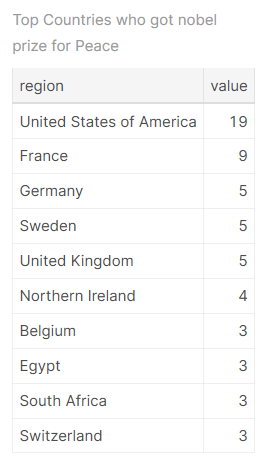 Top Countries who got nobel
prize for Peace
region value
United States of America 19
France 9
Germany 5
Sweden 5
United Kingdom 5
Northern Ireland 4
Belgium 3
Egypt 3
South Africa 3
Switzerland 3